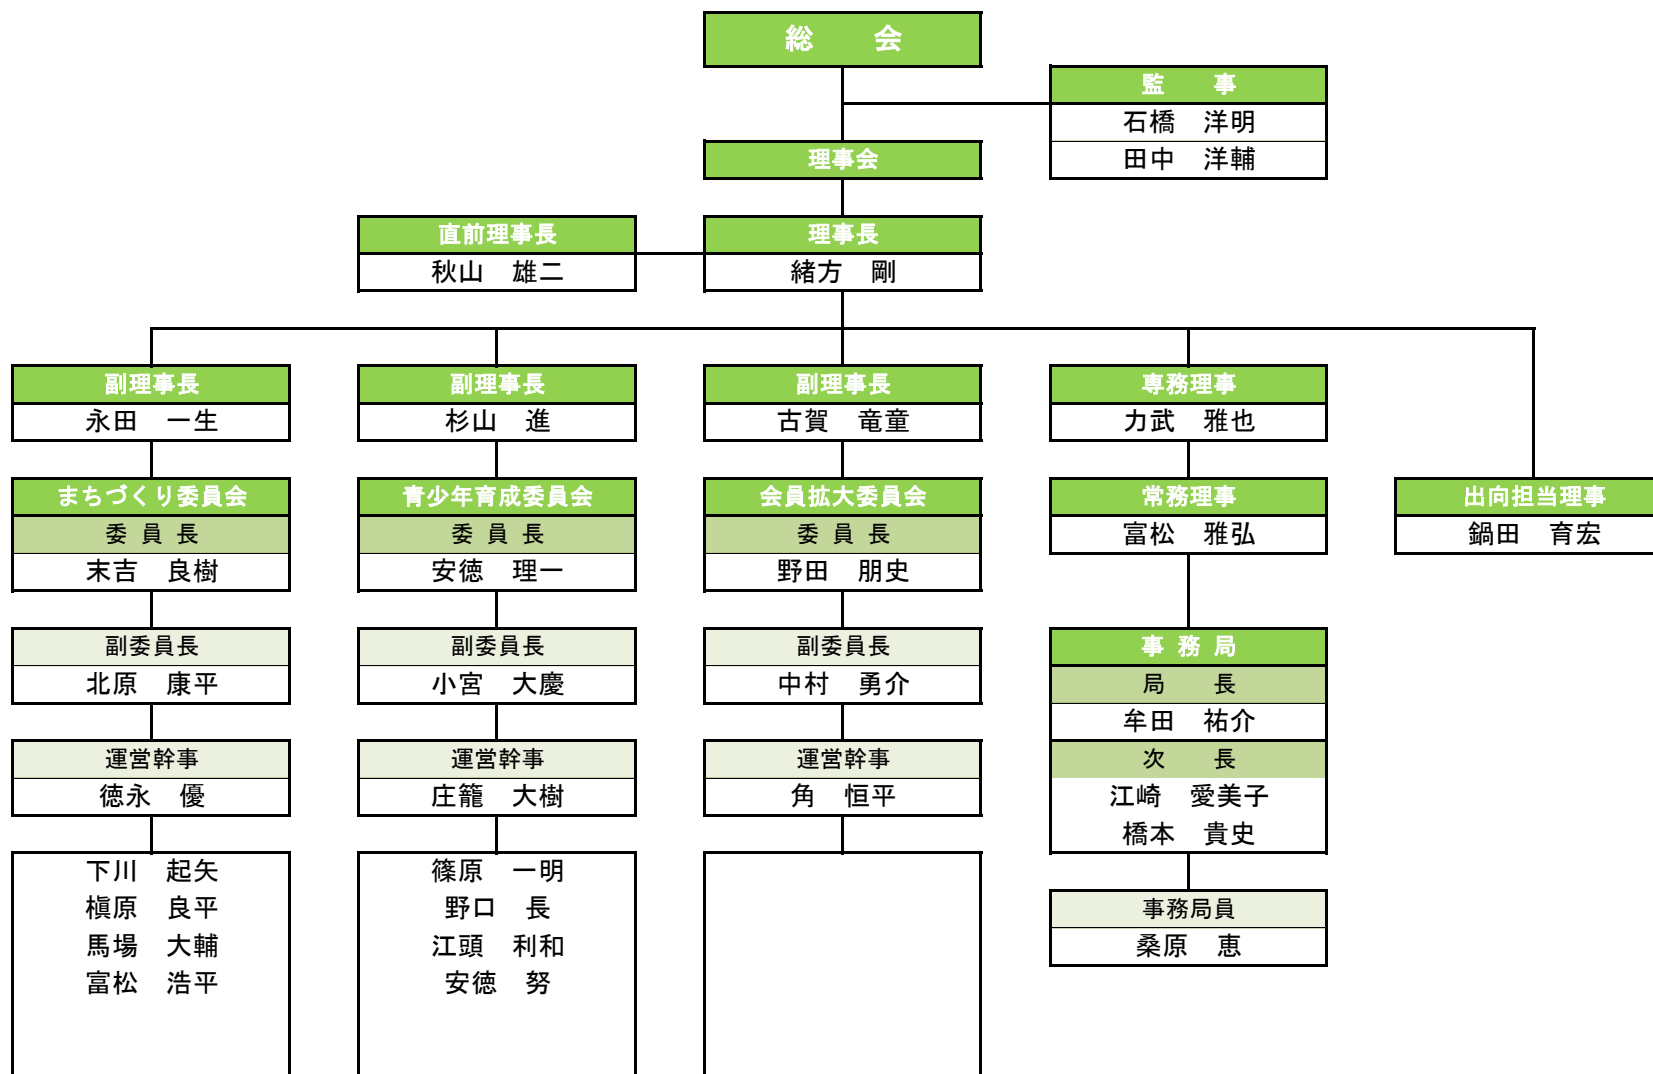 総　会
監　事
石橋　洋明
田中　洋輔
理事会
直前理事長
秋山　雄二
理事長
緒方　剛
副理事長
永田　一生
副理事長
杉山　進
副理事長
古賀　竜童
専務理事
力武　雅也
まちづくり委員会
委 員 長
末吉　良樹
青少年育成委員会
委 員 長
安徳　理一
会員拡大委員会
委 員 長
野田　朋史
常務理事
富松　雅弘
出向担当理事
鍋田　育宏
副委員長
北原　康平
副委員長
小宮　大慶
副委員長
中村　勇介
事 務 局
局　長
牟田　祐介
次　長
江崎　愛美子
橋本　貴史
運営幹事
徳永　優
運営幹事
庄籠　大樹
運営幹事
角　恒平
下川　起矢
槇原　良平
馬場　大輔
富松　浩平
篠原　一明
野口　長
江頭　利和
安徳　努
事務局員
桑原　恵